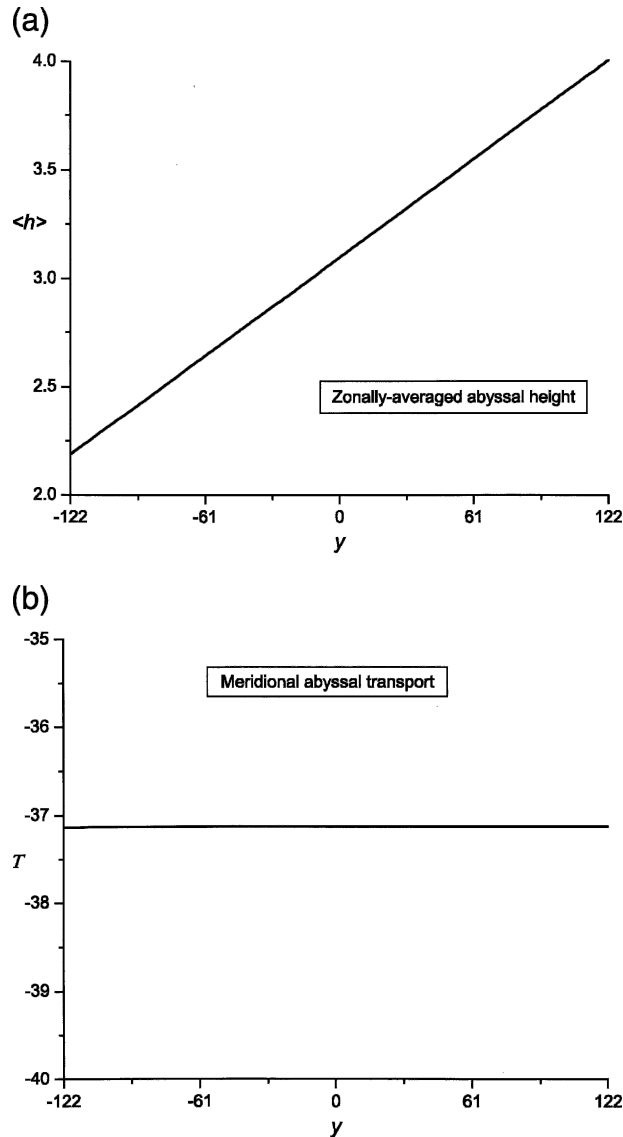 (a)
4.0
3.5
<h>
3.0
2.5
2.0
Zonally-averaged abyssal height
-122 -61 0 61 122
y
(b)
-35
Meridional abyssal transport
-36
-37
T
-38
-39
-40
-122 -61 0 61 122
y